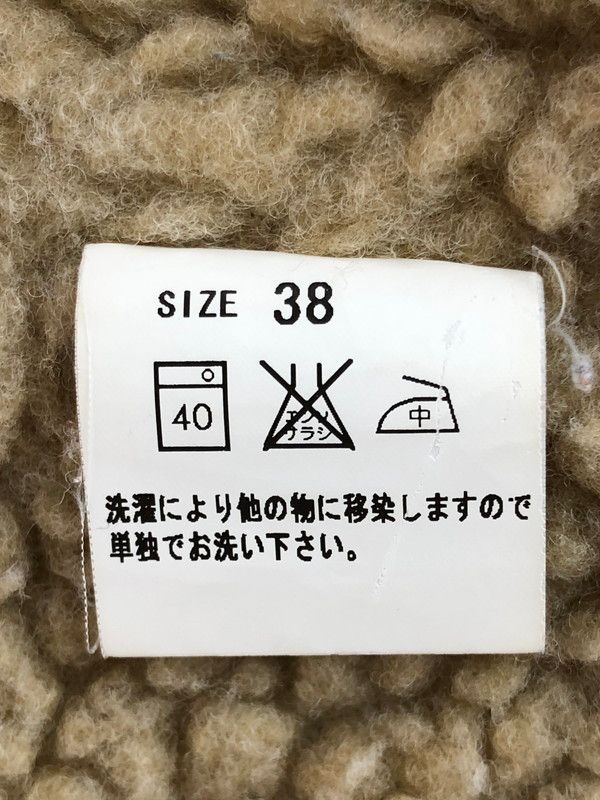 SIZE 38
40
エンソ
サラシ
中
洗濯により他の物に移染しますので
単独でお洗い下さい。